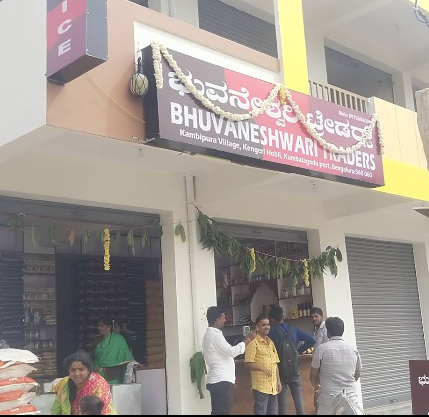 ICE
ಭುವನೇಶ್ವರಿ ಟ್ರೇಡರ್ಸ್
BHUVANESHWARI TRADERS
Kambipura Village, Kengeri Hobli, Kumbalagodu post, Bengaluru-560 060